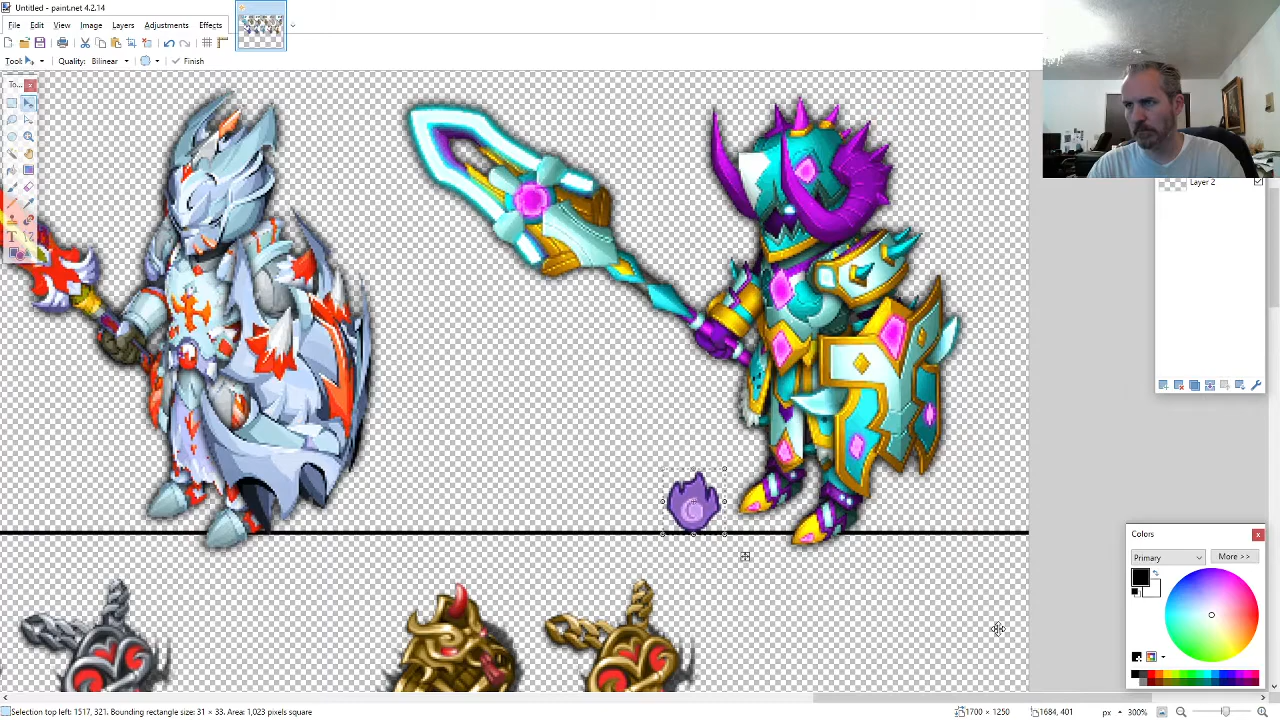 Untitled - paint.net 4.2.14
File Edit View Image Layers Adjustments Effects
Tool: Quality: Bilinear Finish
To...
Layer 2
Colors
Primary More >>
Selection top left: 1517, 321. Bounding rectangle size: 31 × 33. Area: 1,023 pixels square
1700 × 1250 1684, 401 px 300%